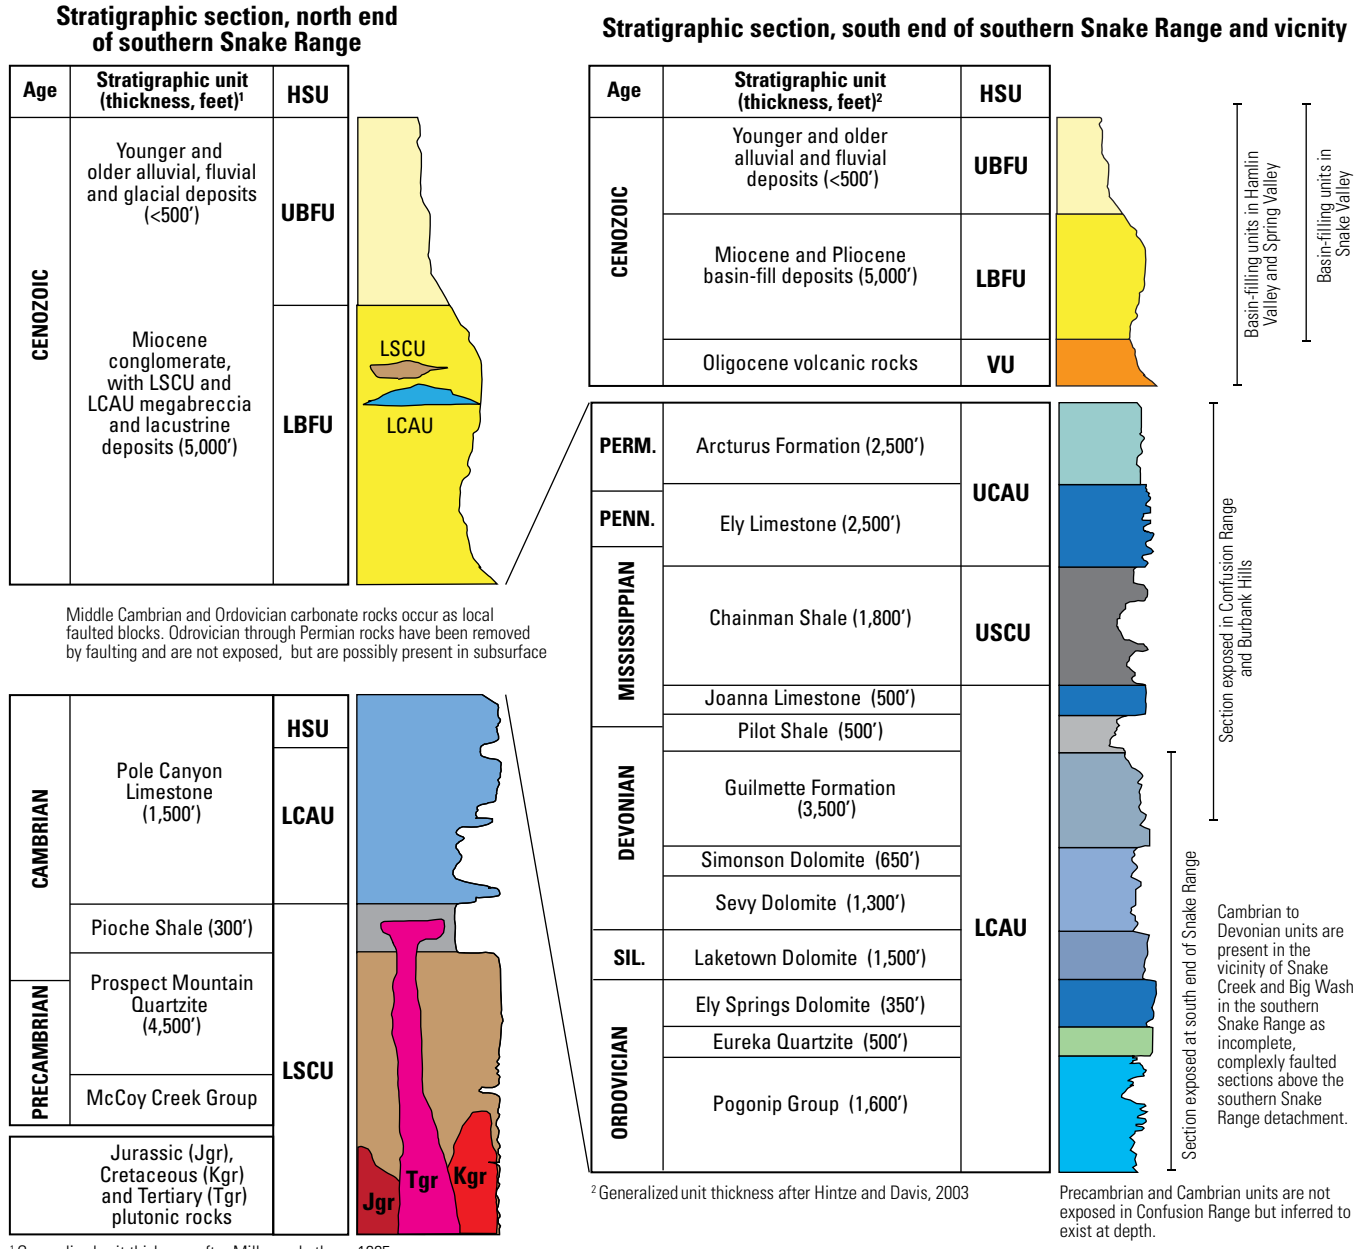 Stratigraphic section, north end
of southern Snake Range
Age
Stratigraphic unit
(thickness, feet)¹
HSU
CENOZOIC
Younger and
older alluvial, fluvial
and glacial deposits
(<500’)
UBFU
Miocene
conglomerate,
with LSCU and
LCAU megabreccia
and lacustrine
deposits (5,000’)
LBFU
LSCU
LCAU
Middle Cambrian and Ordovician carbonate rocks occur as local
faulted blocks. Odrovician through Permian rocks have been removed
by faulting and are not exposed, but are possibly present in subsurface
HSU
CAMBRIAN
Pole Canyon
Limestone
(1,500’)
LCAU
Pioche Shale (300’)
PRECAMBRIAN
Prospect Mountain
Quartzite
(4,500’)
LSCU
McCoy Creek Group
Jurassic (Jgr),
Cretaceous (Kgr)
and Tertiary (Tgr)
plutonic rocks
Jgr
Tgr
Kgr
Stratigraphic section, south end of southern Snake Range and vicnity
Age
Stratigraphic unit
(thickness, feet)²
HSU
CENOZOIC
Younger and older
alluvial and fluvial
deposits (<500’)
UBFU
Miocene and Pliocene
basin-fill deposits (5,000’)
LBFU
Oligocene volcanic rocks
VU
Basin-filling units in Hamlin
Valley and Spring Valley
Basin-filling units in
Snake Valley
PERM.
Arcturus Formation (2,500’)
UCAU
PENN.
Ely Limestone (2,500’)
MISSISSIPPIAN
Chainman Shale (1,800’)
USCU
Joanna Limestone (500’)
Pilot Shale (500’)
DEVONIAN
Guilmette Formation
(3,500’)
Simonson Dolomite (650’)
Sevy Dolomite (1,300’)
LCAU
SIL.
Laketown Dolomite (1,500’)
ORDOVICIAN
Ely Springs Dolomite (350’)
Eureka Quartzite (500’)
Pogonip Group (1,600’)
Section exposed in Confusion Range
and Burbank Hills
Section exposed at south end of Snake Range
Cambrian to
Devonian units are
present in the
vicinity of Snake
Creek and Big Wash
in the southern
Snake Range as
incomplete,
complexly faulted
sections above the
southern Snake
Range detachment.
² Generalized unit thickness after Hintze and Davis, 2003
Precambrian and Cambrian units are not
exposed in Confusion Range but inferred to
exist at depth.